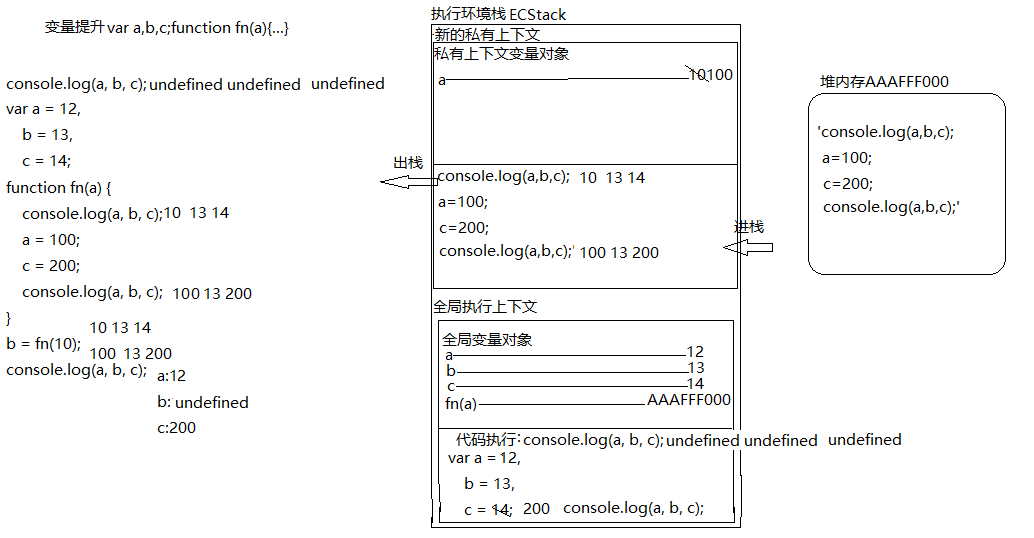 变量提升 var a,b,c;function fn(a){...}
console.log(a, b, c); undefined undefined undefined
var a = 12,
b = 13,
c = 14;
function fn(a) {
console.log(a, b, c); 10 13 14
a = 100;
c = 200;
console.log(a, b, c); 100 13 200
}
10 13 14
b = fn(10);
100 13 200
console.log(a, b, c);
a:12
b: undefined
c:200
执行环境栈 ECStack
新的私有上下文
私有上下文变量对象
a 10 100
出栈
console.log(a,b,c); 10 13 14
a=100;
c=200;
console.log(a,b,c);' 100 13 200
进栈
全局执行上下文
全局变量对象
a 12
b 13
c 14
fn(a) AAAFFF000
代码执行: console.log(a, b, c); undefined undefined undefined
var a = 12,
b = 13,
c = 14; 200 console.log(a, b, c);
堆内存AAAFFF000
'console.log(a,b,c);
a=100;
c=200;
console.log(a,b,c);'